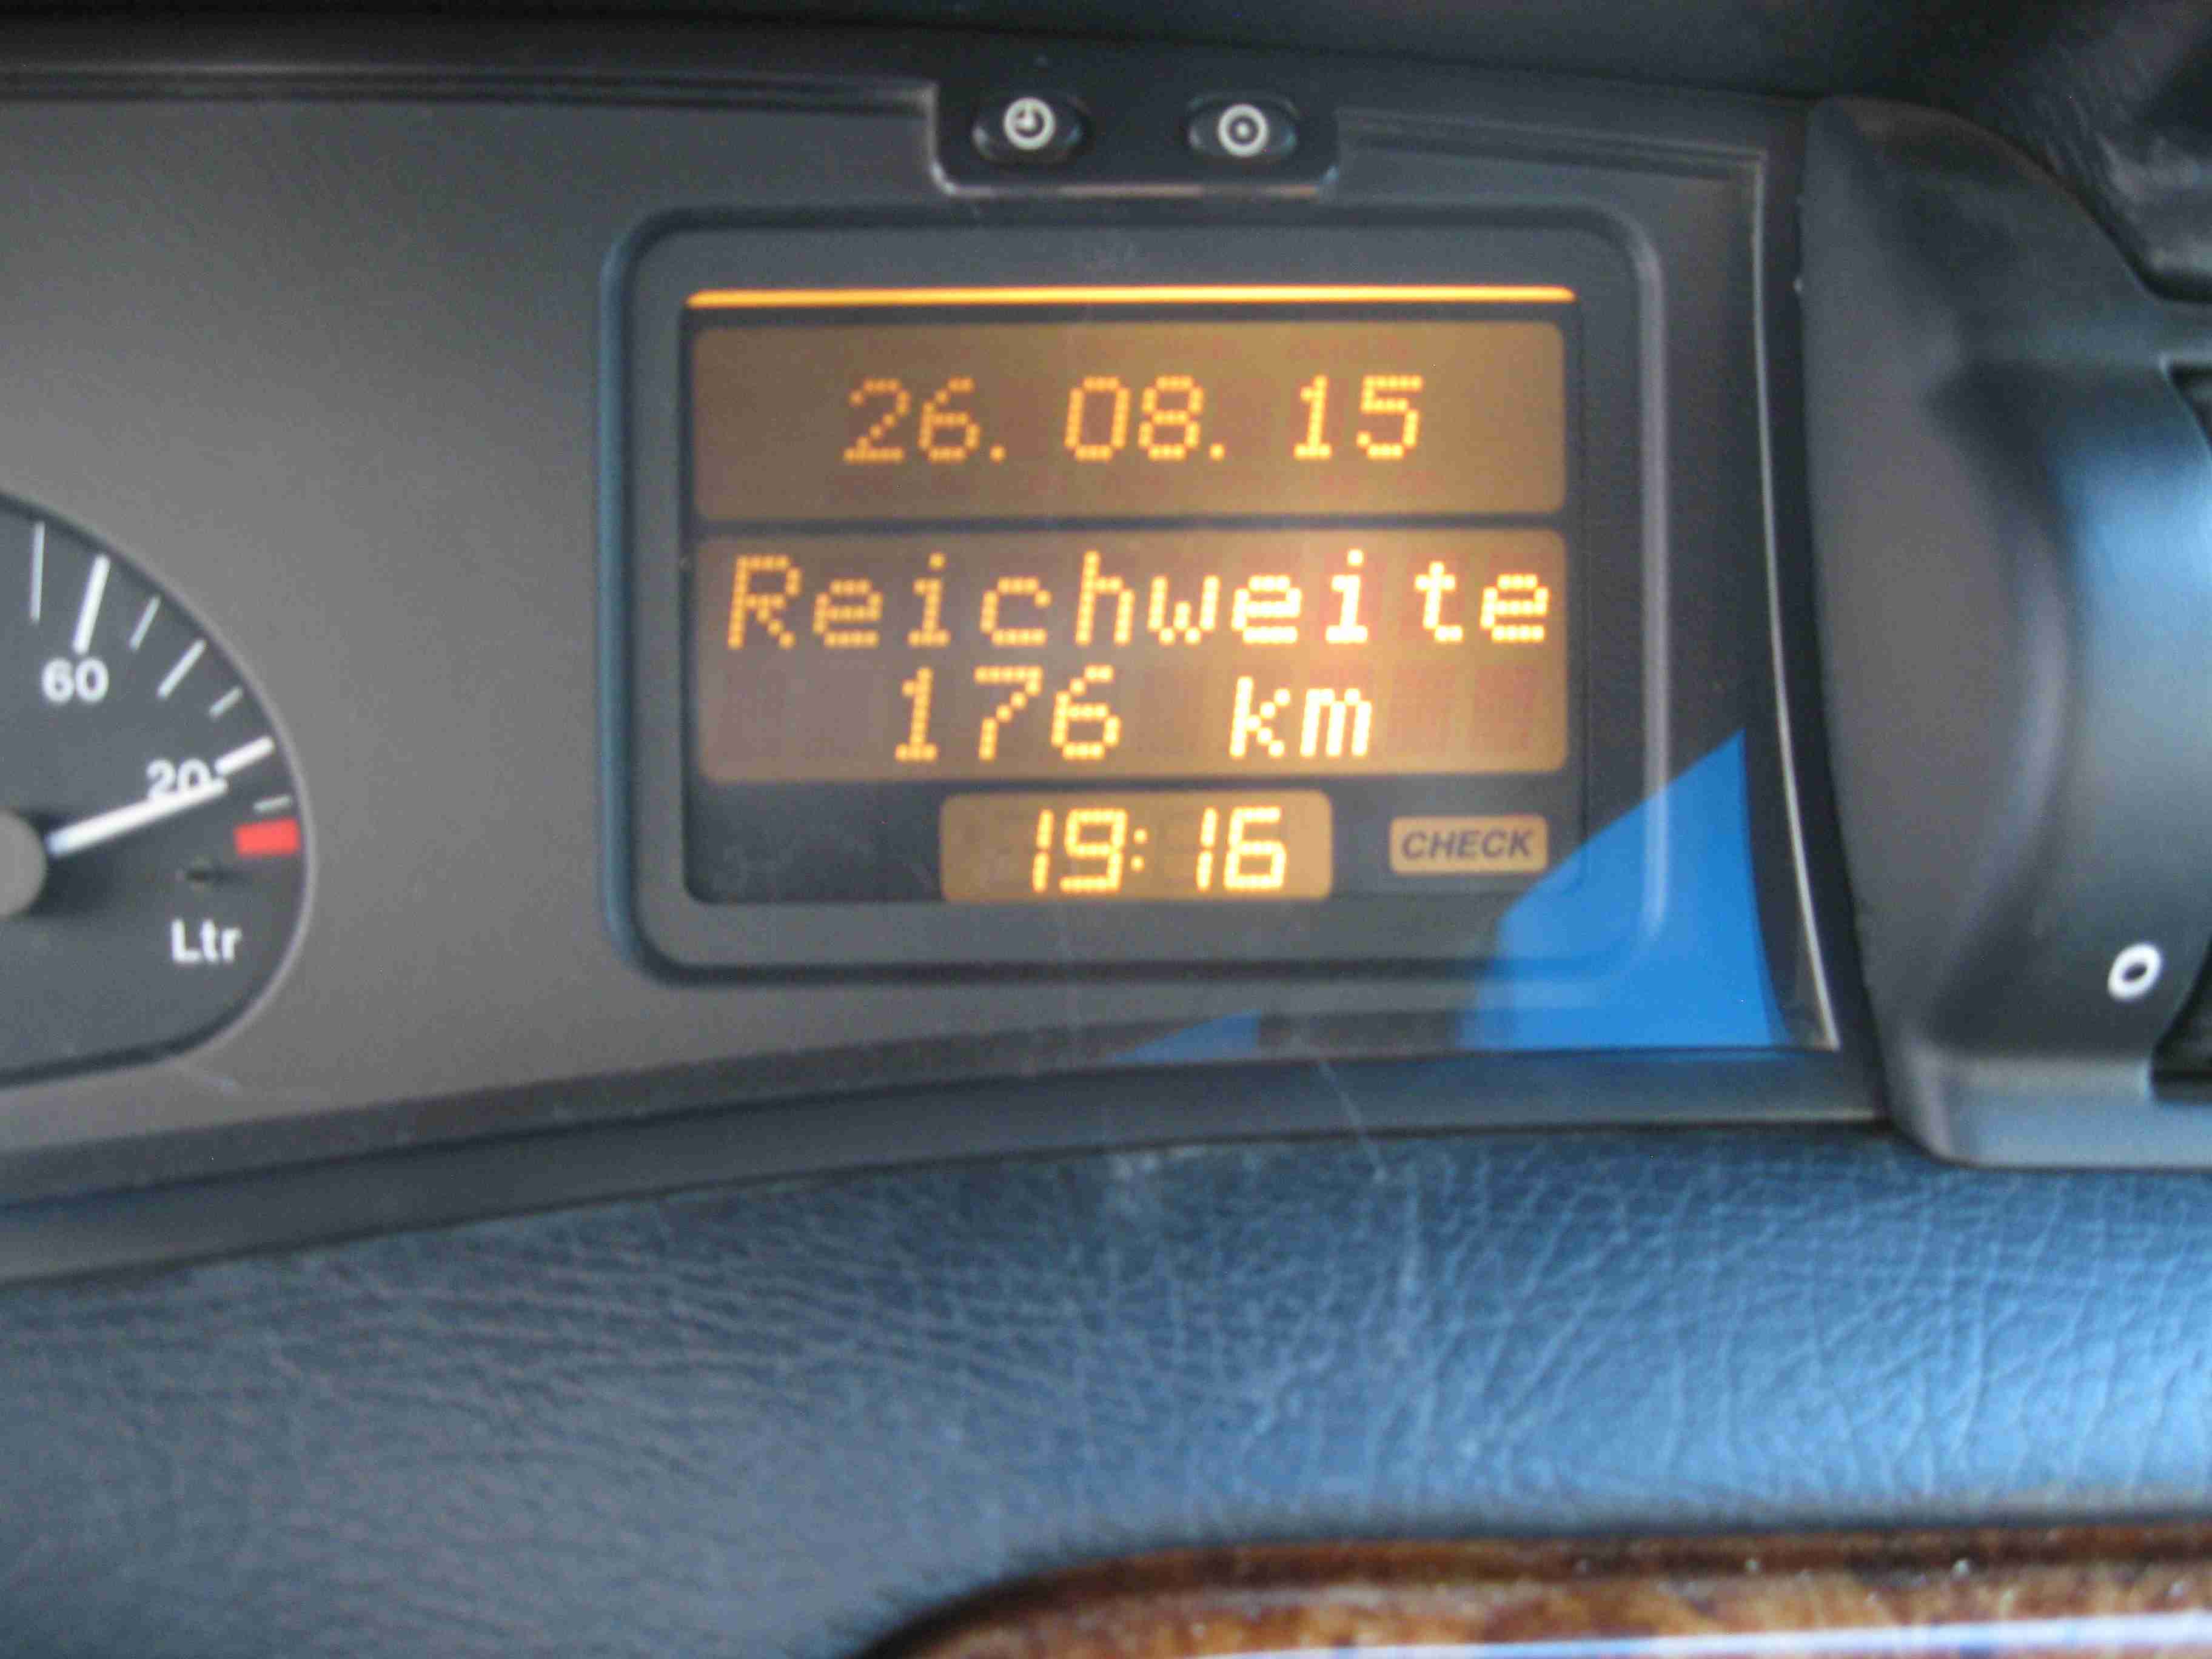 26.08.15
Reichweite
176 km
19:16
CHECK
60
20
Ltr
O